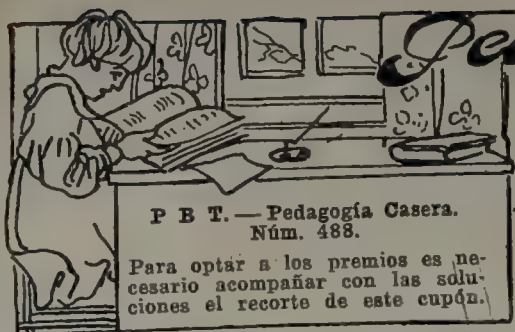 Pe
P B T. — Pedagogía Casera.
Núm. 488.
Para optar a los premios es ne-
cesario acompañar con las solu-
ciones el recorte de este cupón.